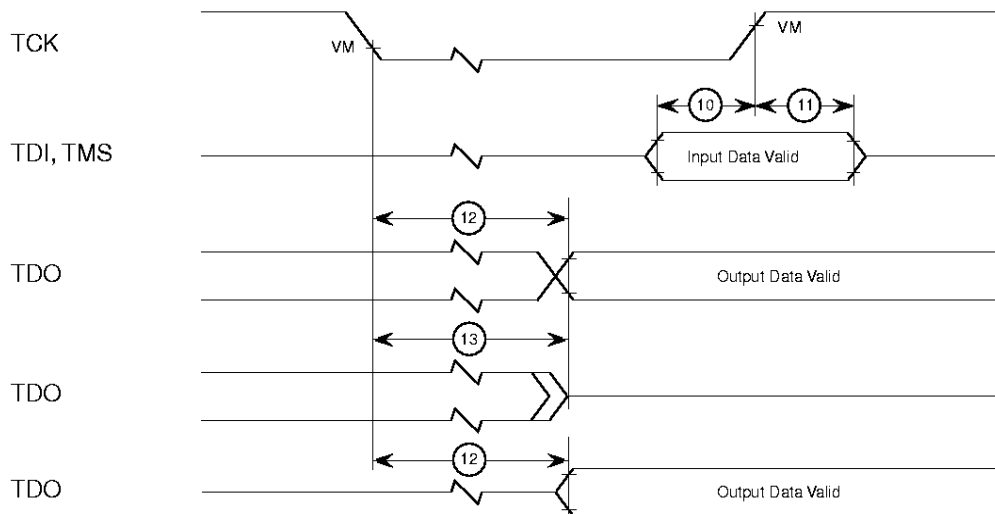 TCK
VM
VM
10
11
TDI, TMS
Input Data Valid
12
TDO
Output Data Valid
13
TDO
12
TDO
Output Data Valid